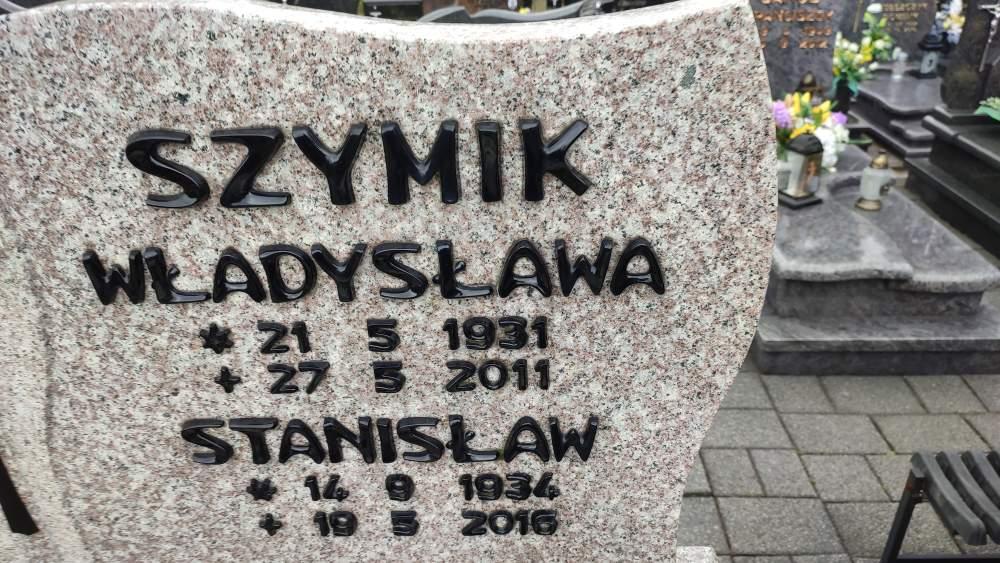 SZYMIK
WŁADYSŁAWA
* 21 5 1931
+ 27 5 2011
STANISŁAW
* 14 9 1934
+ 19 5 2016